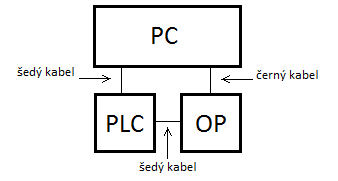 PC
šedý kabel
černý kabel
PLC
OP
šedý kabel